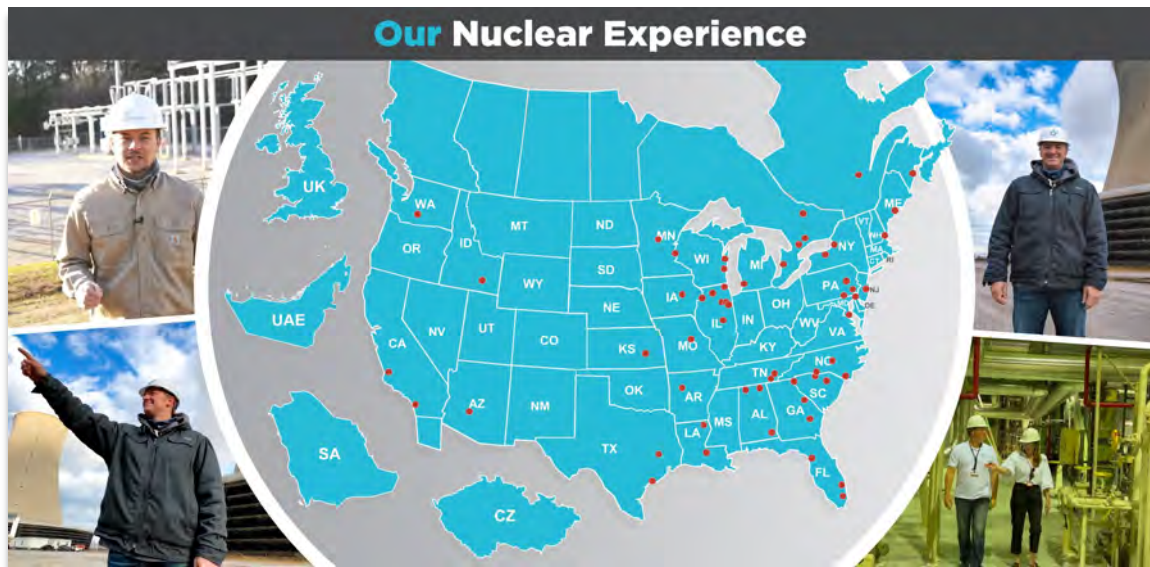 Our Nuclear Experience
UK
UAE
SA
CZ
WA
MT
ND
MN
OR
ID
WY
SD
WI
MI
NY
VT
NH
ME
MA
CT
RI
NV
UT
CO
NE
IA
IL
IN
OH
PA
NJ
DE
CA
KS
MO
KY
WV
VA
AZ
NM
OK
AR
TN
NC
SC
TX
LA
MS
AL
GA
FL